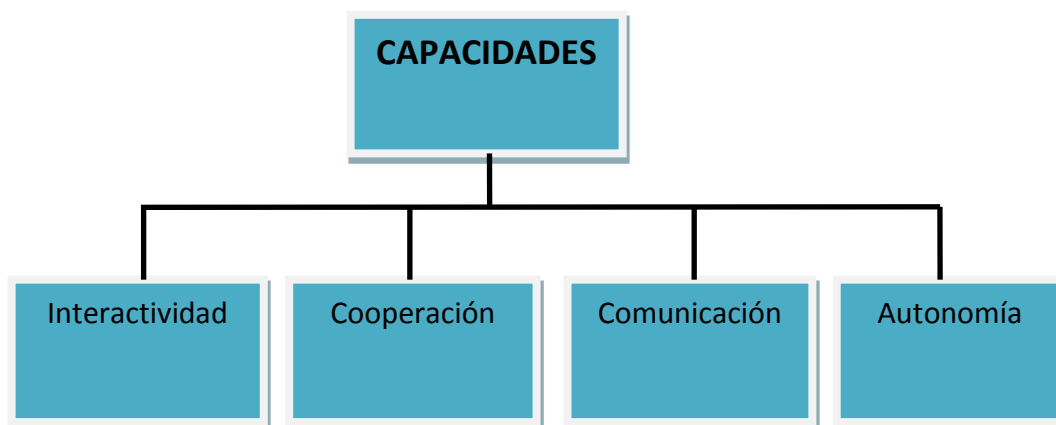 CAPACIDADES
Interactividad
Cooperación
Comunicación
Autonomía